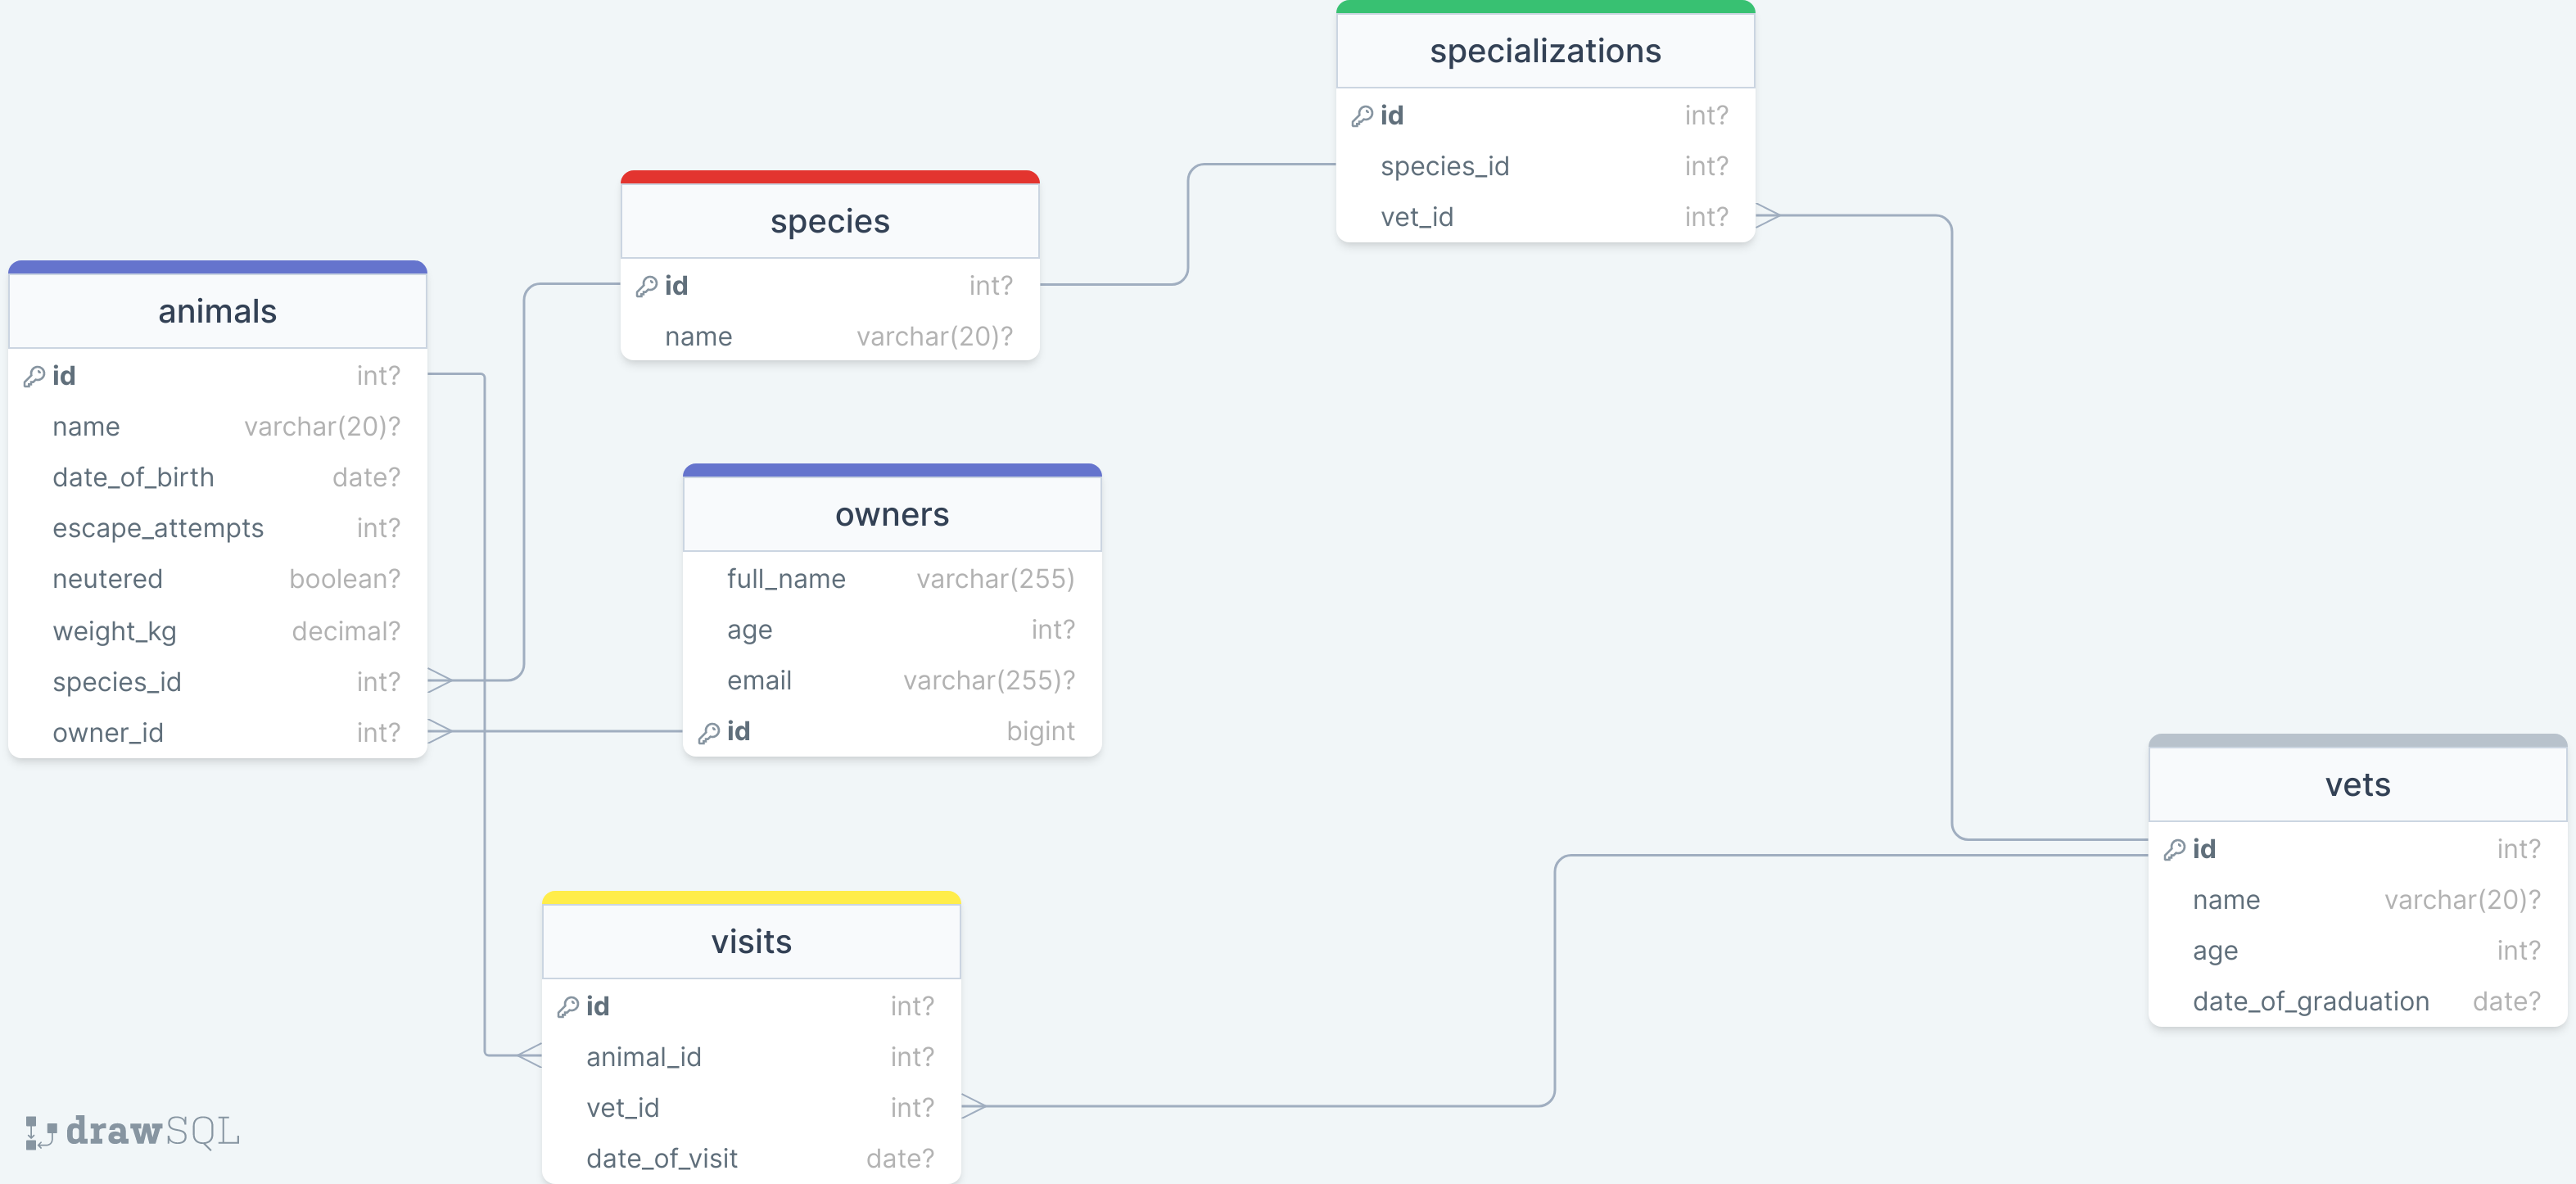 specializations
id int?
species_id int?
vet_id int?
species
id int?
name varchar(20)?
animals
id int?
name varchar(20)?
date_of_birth date?
escape_attempts int?
neutered boolean?
weight_kg decimal?
species_id int?
owner_id int?
owners
full_name varchar(255)
age int?
email varchar(255)?
id bigint
vets
id int?
name varchar(20)?
age int?
date_of_graduation date?
visits
id int?
animal_id int?
vet_id int?
date_of_visit date?
drawSQL